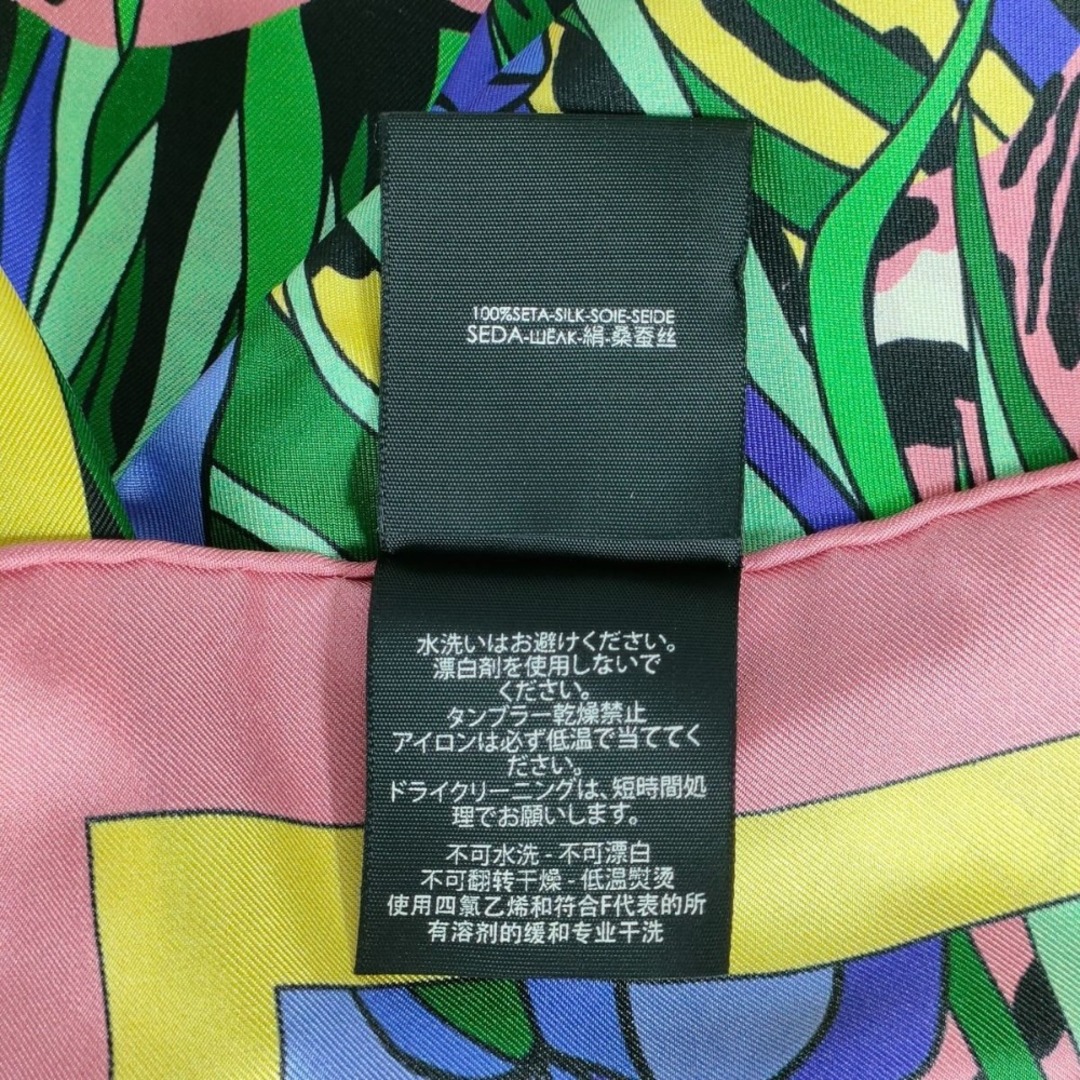 100%SETA-SILK-SOIE-SEIDE
SEDA-ШЁЛК-絹-桑蚕丝
水洗いはお避けください。
漂白剤を使用しないで
ください。
タンブラー乾燥禁止
アイロンは必ず低温で当ててく
ださい。
ドライクリーニングは、短時間処
理でお願いします。
不可水洗 - 不可漂白
不可翻转干燥 - 低温熨烫
使用四氯乙烯和符合F代表的所
有溶剂的缓和专业干洗